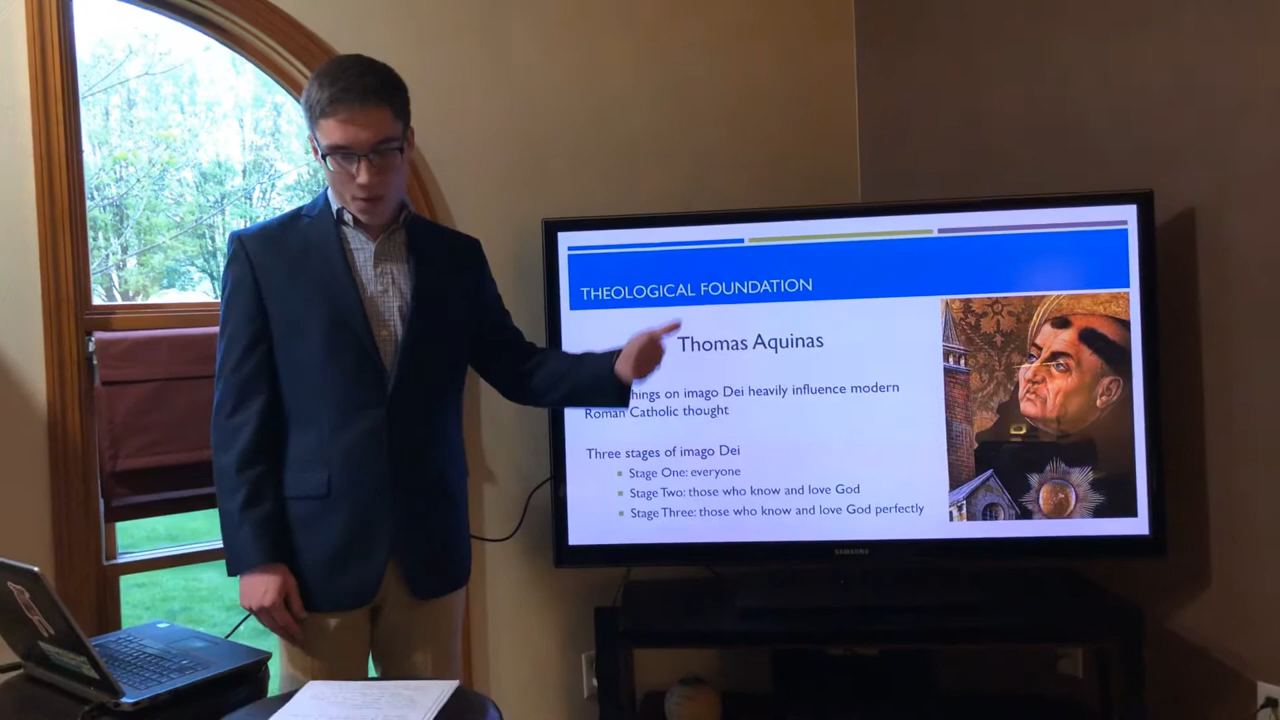 THEOLOGICAL FOUNDATION
Thomas Aquinas
hings on imago Dei heavily influence modern
Roman Catholic thought
Three stages of imago Dei
Stage One: everyone
Stage Two: those who know and love God
Stage Three: those who know and love God perfectly
SAMSUNG